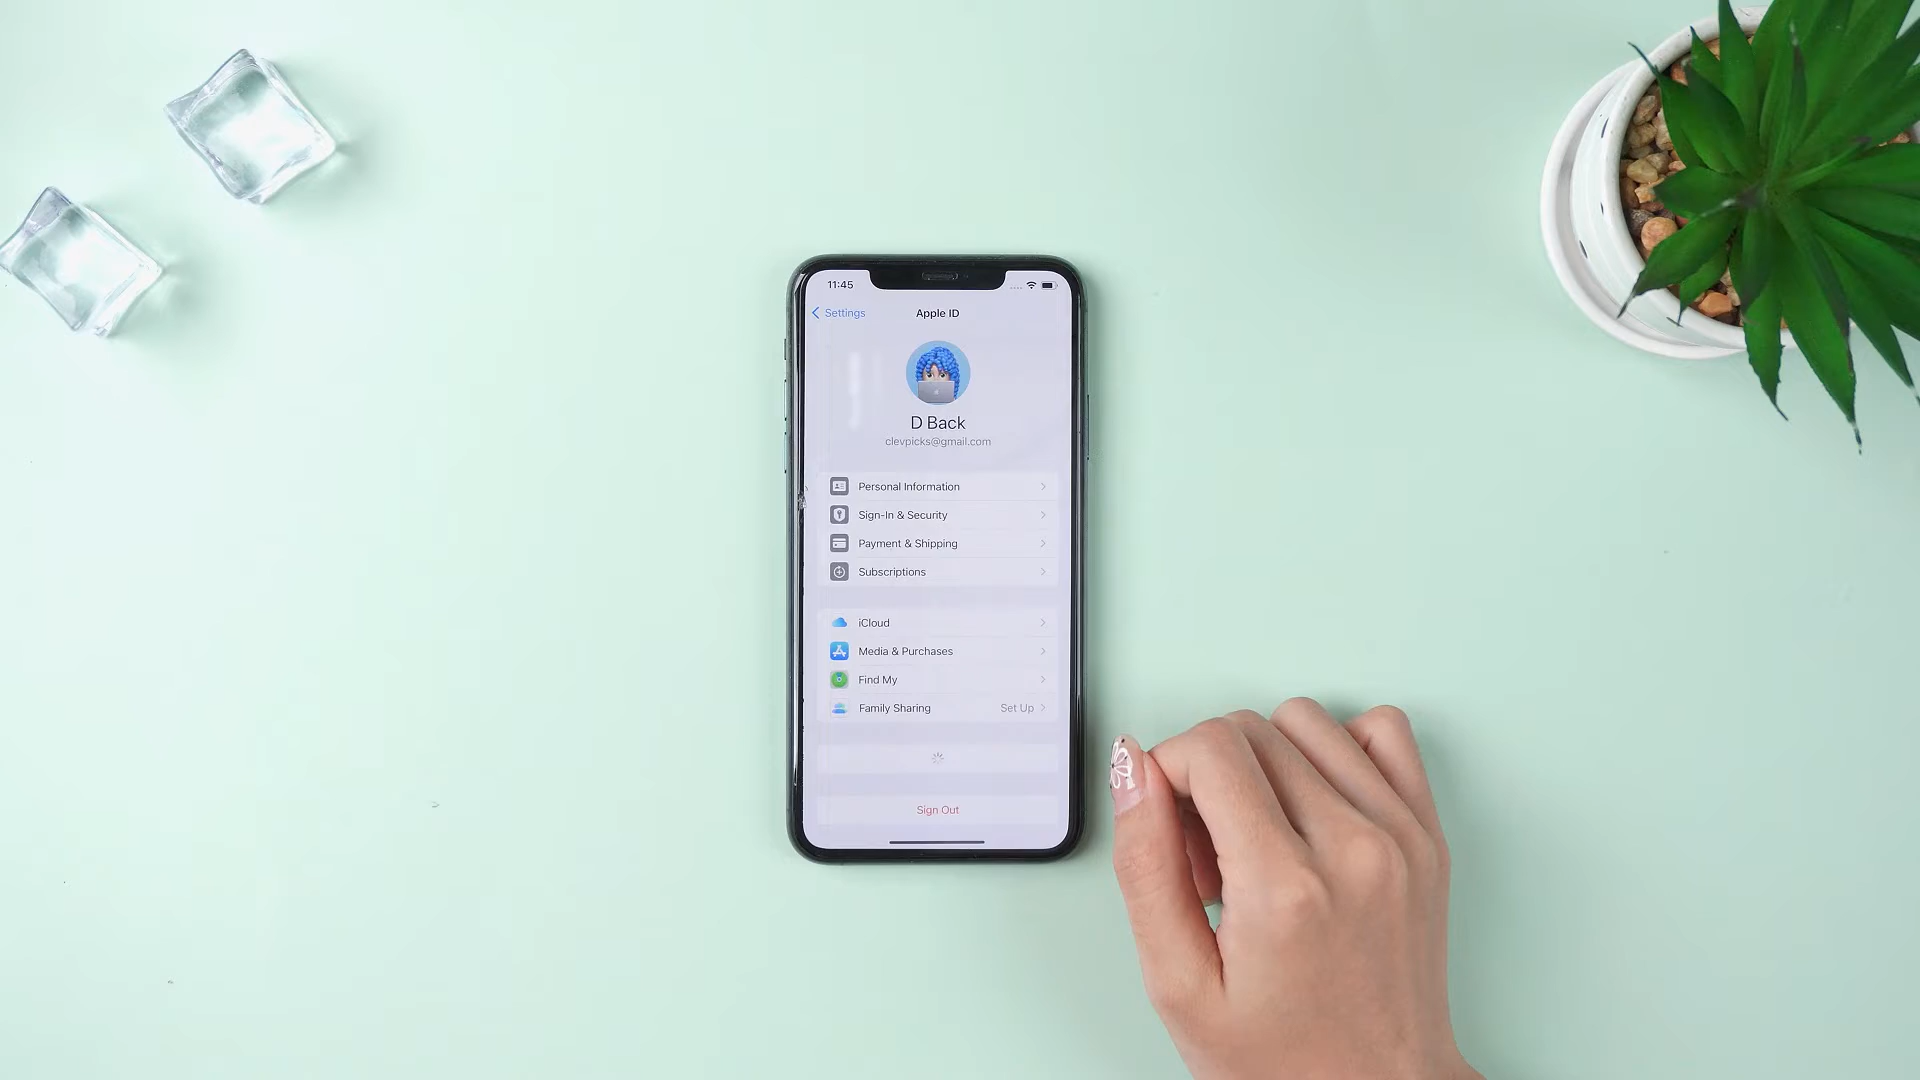 11:45
Settings
Apple ID
D Back
clevpicks@gmail.com
Personal Information
Sign-In & Security
Payment & Shipping
Subscriptions
iCloud
Media & Purchases
Find My
Family Sharing Set Up
Sign Out